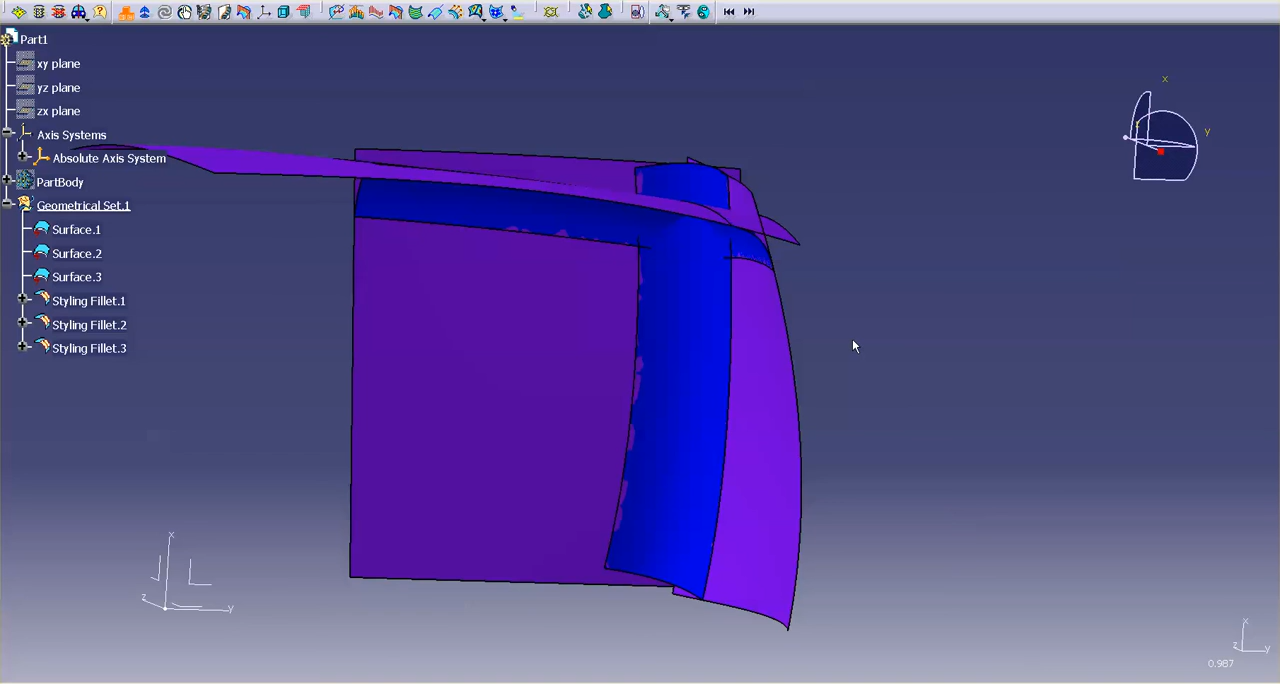 Part1
xy plane
yz plane
zx plane
Axis Systems
Absolute Axis System
PartBody
Geometrical Set.1
Surface.1
Surface.2
Surface.3
Styling Fillet.1
Styling Fillet.2
Styling Fillet.3
x
y
x
z
y
x
z
y
0.987